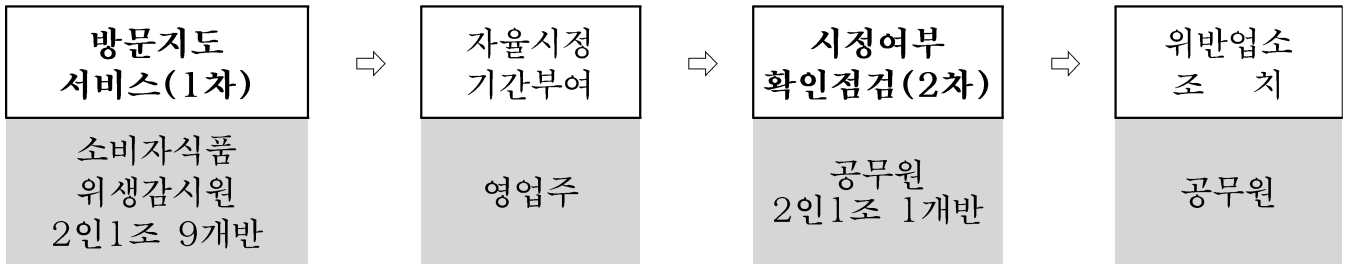 방문지도
서비스(1차)
소비자식품
위생감시원
2인1조 9개반
⇨
자율시정
기간부여
영업주
⇨
시정여부
확인점검(2차)
공무원
2인1조 1개반
⇨
위반업소
조 치
공무원